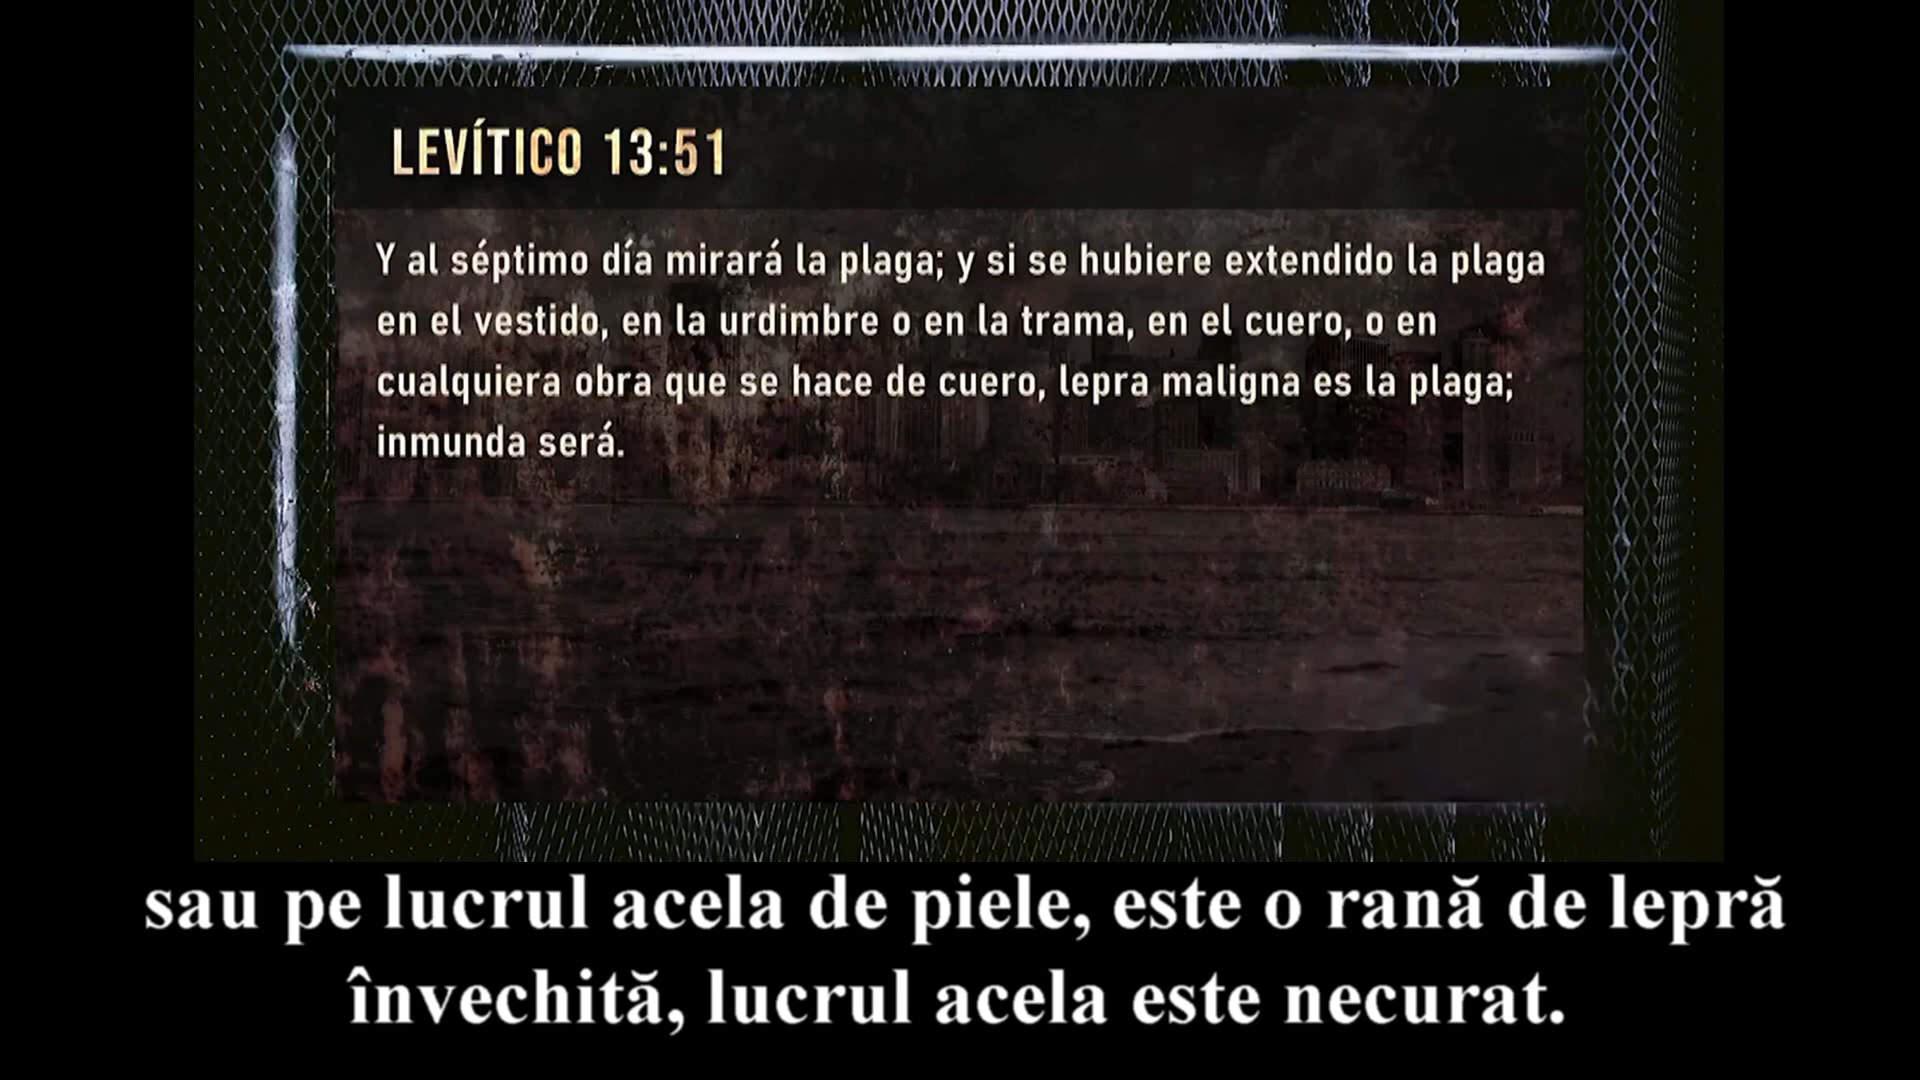 LEVÍTICO 13:51
Y al séptimo día mirará la plaga; y si se hubiere extendido la plaga
en el vestido, en la urdimbre o en la trama, en el cuero, o en
cualquiera obra que se hace de cuero, lepra maligna es la plaga;
inmunda será.
sau pe lucrul acela de piele, este o rană de lepră
învechită, lucrul acela este necurat.